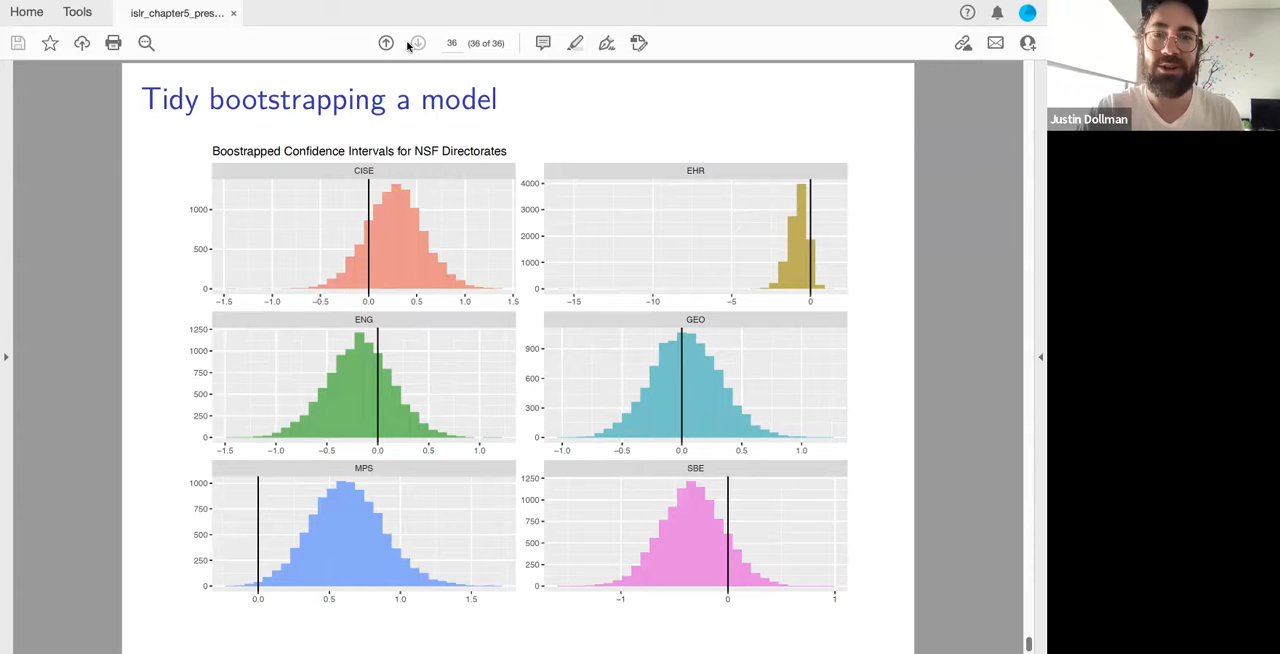 Home Tools islr_chapter5_pres... ×
36 (36 of 36)
Justin Dollman
Tidy bootstrapping a model
Boostrapped Confidence Intervals for NSF Directorates
CISE
1000
500
0
−1.5 −1.0 −0.5 0.0 0.5 1.0 1.5
EHR
4000
3000
2000
1000
0
−15 −10 −5 0
ENG
1250
1000
750
500
250
0
−1.5 −1.0 −0.5 0.0 0.5 1.0
GEO
900
600
300
0
−1.0 −0.5 0.0 0.5 1.0
MPS
1000
750
500
250
0
0.0 0.5 1.0 1.5
SBE
1250
1000
750
500
250
0
−1 0 1